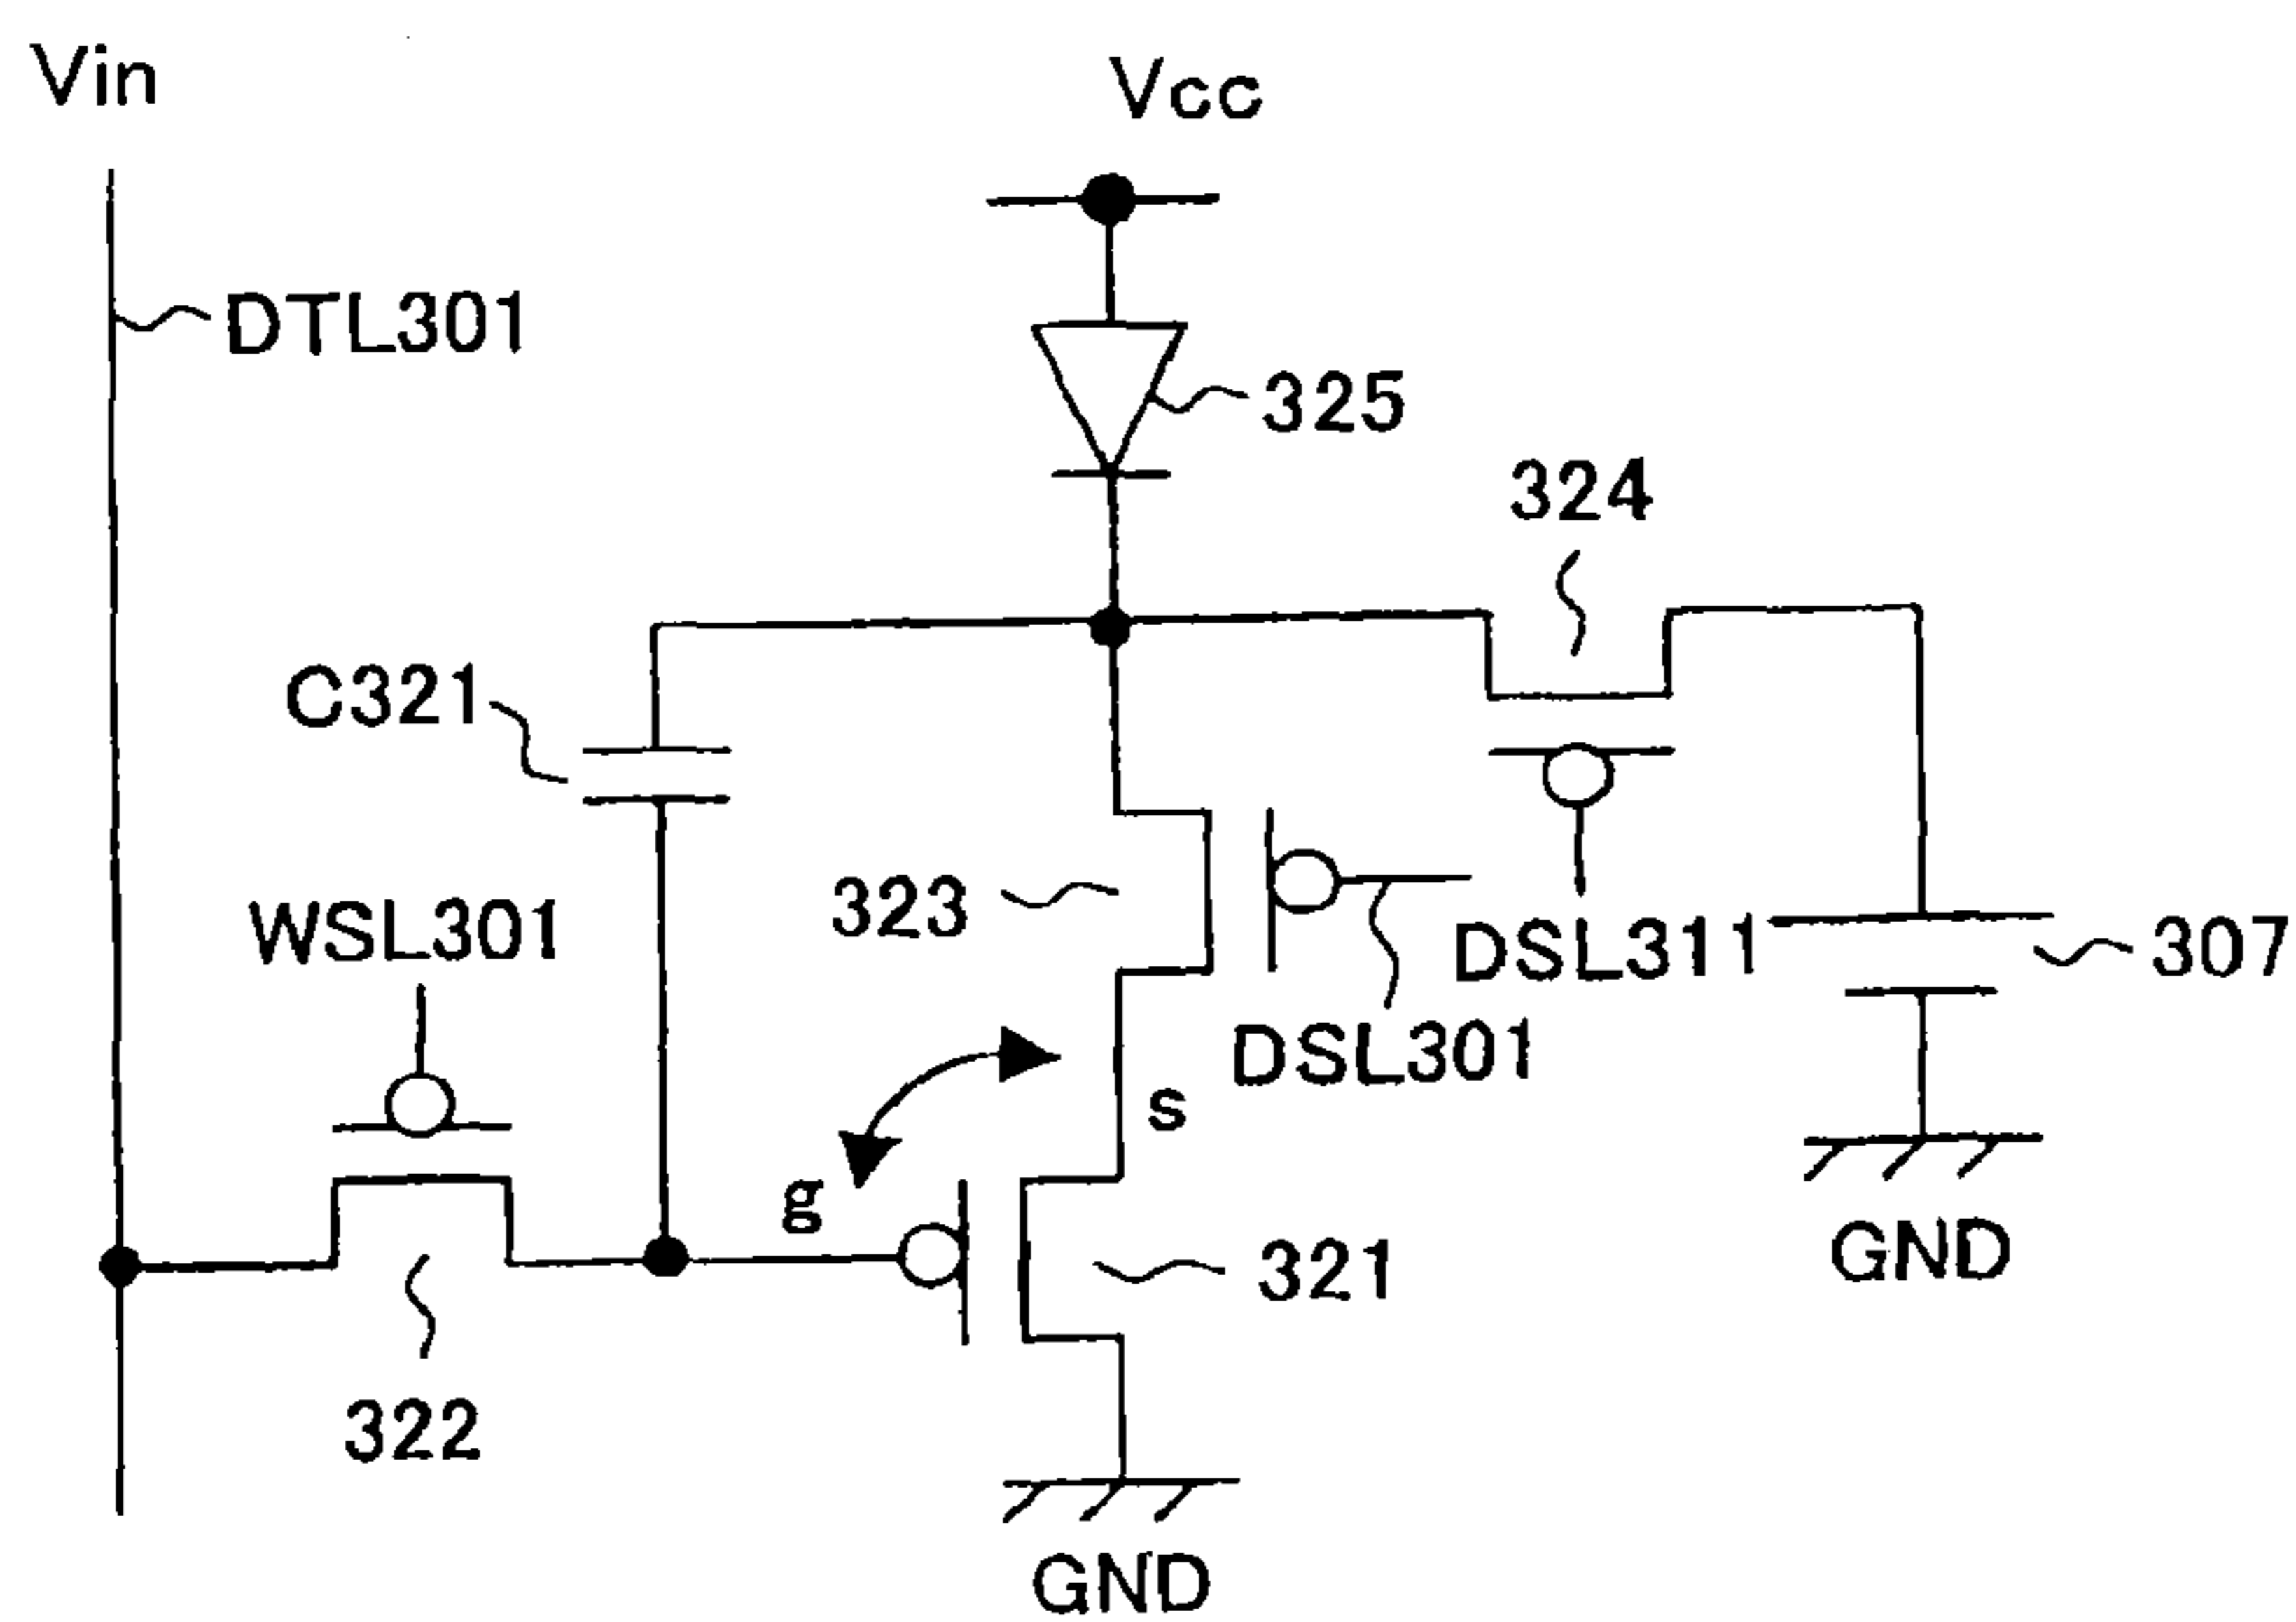 Vin
Vcc
DTL301
325
324
C321
323
WSL301
DSL311
307
DSL301
s
g
321
GND
322
GND